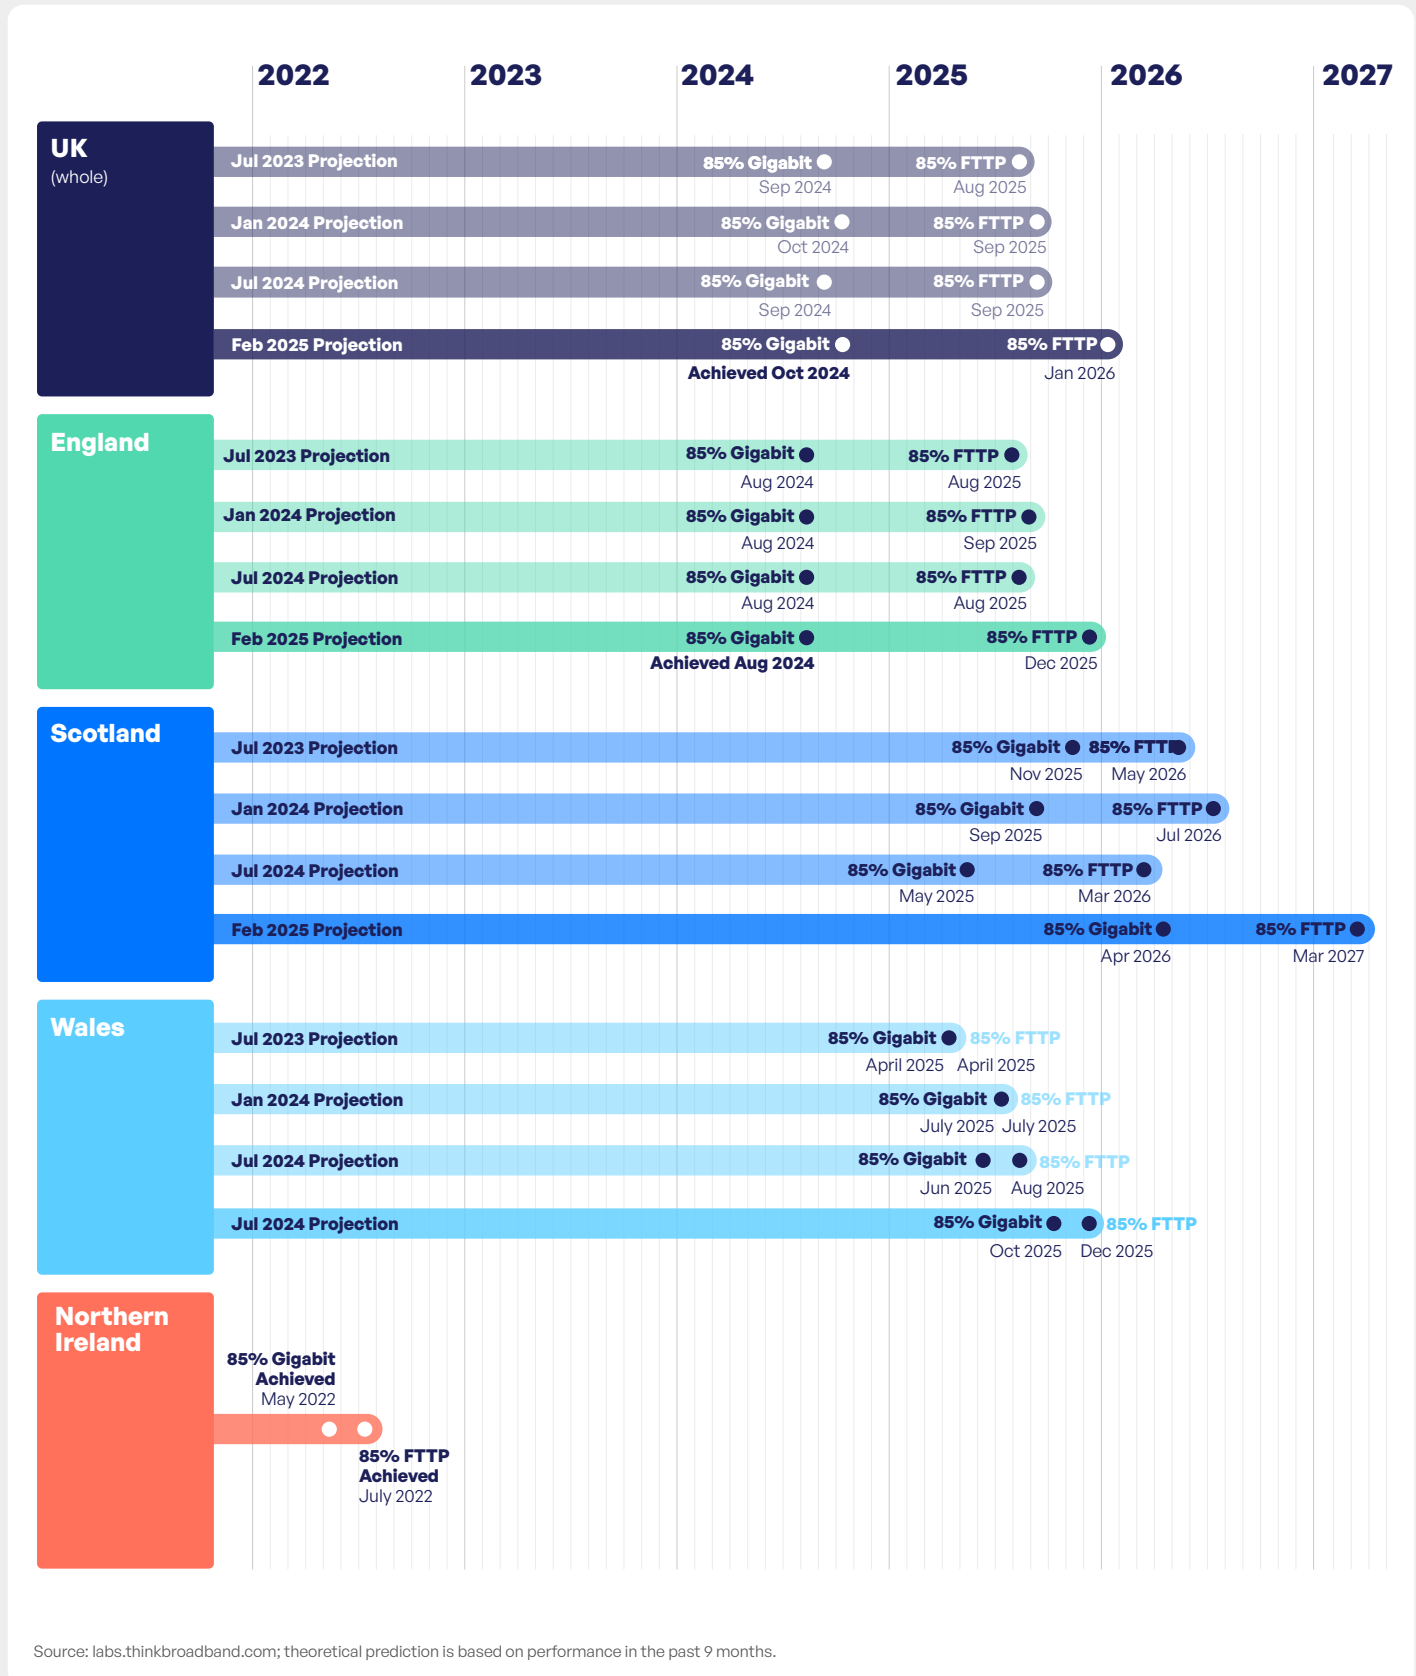 2022 2023 2024 2025 2026 2027
UK
(whole)
Jul 2023 Projection 85% Gigabit 85% FTTP
Sep 2024 Aug 2025
Jan 2024 Projection 85% Gigabit 85% FTTP
Oct 2024 Sep 2025
Jul 2024 Projection 85% Gigabit 85% FTTP
Sep 2024 Sep 2025
Feb 2025 Projection 85% Gigabit 85% FTTP
Achieved Oct 2024 Jan 2026
England
Jul 2023 Projection 85% Gigabit 85% FTTP
Aug 2024 Aug 2025
Jan 2024 Projection 85% Gigabit 85% FTTP
Aug 2024 Sep 2025
Jul 2024 Projection 85% Gigabit 85% FTTP
Aug 2024 Aug 2025
Feb 2025 Projection 85% Gigabit 85% FTTP
Achieved Aug 2024 Dec 2025
Scotland
Jul 2023 Projection 85% Gigabit 85% FTTP
Nov 2025 May 2026
Jan 2024 Projection 85% Gigabit 85% FTTP
Sep 2025 Jul 2026
Jul 2024 Projection 85% Gigabit 85% FTTP
May 2025 Mar 2026
Feb 2025 Projection 85% Gigabit 85% FTTP
Apr 2026 Mar 2027
Wales
Jul 2023 Projection 85% Gigabit 85% FTTP
April 2025 April 2025
Jan 2024 Projection 85% Gigabit 85% FTTP
July 2025 July 2025
Jul 2024 Projection 85% Gigabit 85% FTTP
Jun 2025 Aug 2025
Jul 2024 Projection 85% Gigabit 85% FTTP
Oct 2025 Dec 2025
Northern
Ireland
85% Gigabit
Achieved
May 2022
85% FTTP
Achieved
July 2022
Source: labs.thinkbroadband.com; theoretical prediction is based on performance in the past 9 months.